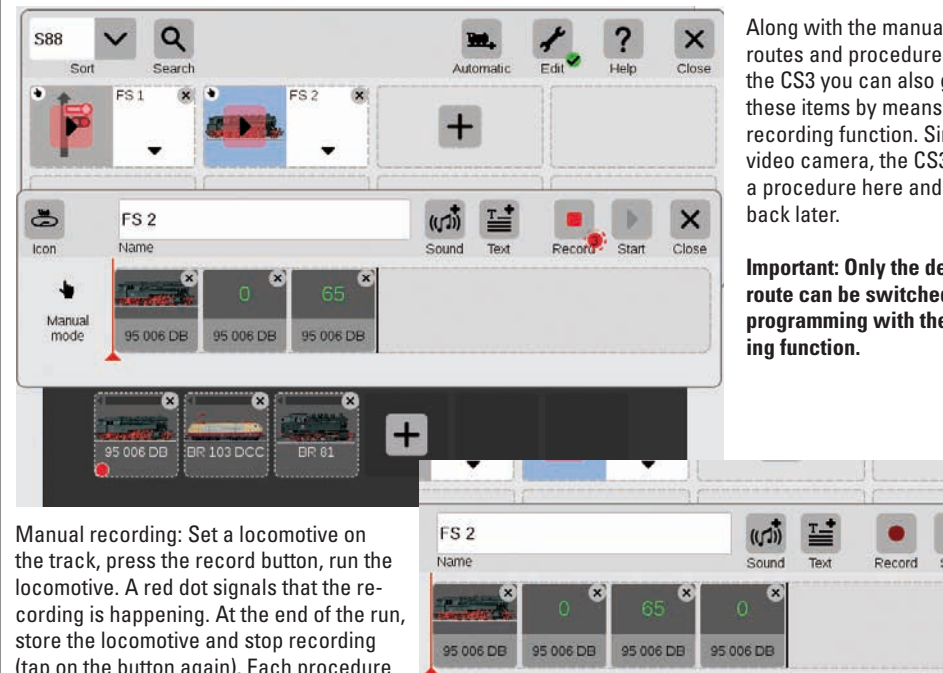 S88
Sort
Search
Automatic
Edit
?
Help
Close
FS 1
FS 2
Icon
FS 2
Name
Sound
Text
Record
3
Start
Close
Manual
mode
0
65
95 006 DB
95 006 DB
95 006 DB
95 006 DB
BR 103 DCC
BR 81
Along with the manua
routes and procedure
the CS3 you can also
these items by means
recording function. Si
video camera, the CS3
a procedure here and
back later.
Important: Only the de
route can be switched
programming with the
ing function.
Manual recording: Set a locomotive on
the track, press the record button, run the
locomotive. A red dot signals that the re-
cording is happening. At the end of the run,
store the locomotive and stop recording
(tap on the button again). Each procedure
FS 2
Name
Sound
Text
Record
0
65
0
95 006 DB
95 006 DB
95 006 DB
95 006 DB